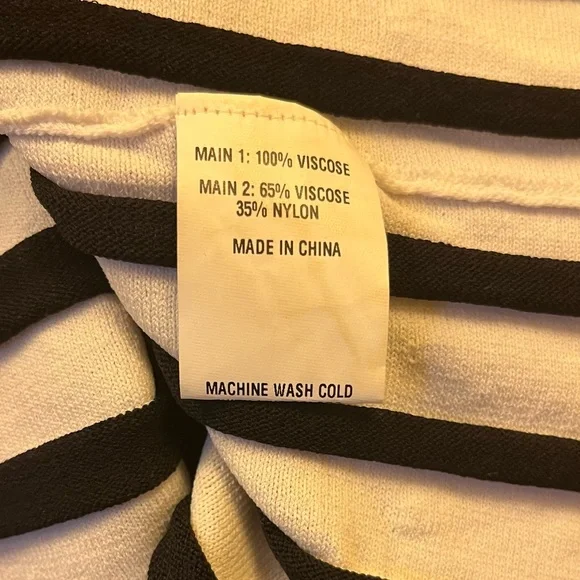 MAIN 1: 100% VISCOSE
MAIN 2: 65% VISCOSE
35% NYLON
MADE IN CHINA
MACHINE WASH COLD